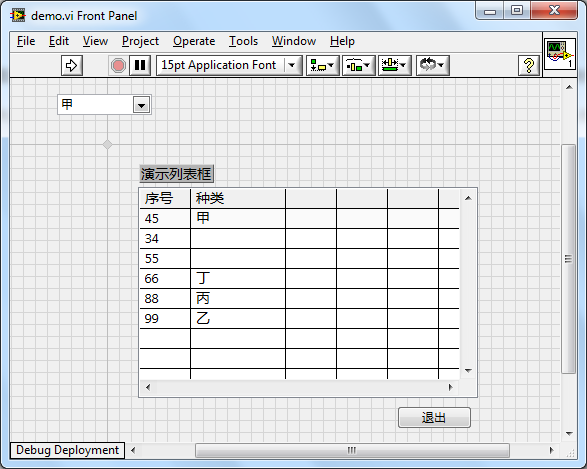 demo.vi Front Panel
File Edit View Project Operate Tools Window Help
15pt Application Font
1
甲
演示列表框
序号 种类
45 甲
34
55
66 丁
88 丙
99 乙
退出
Debug Deployment